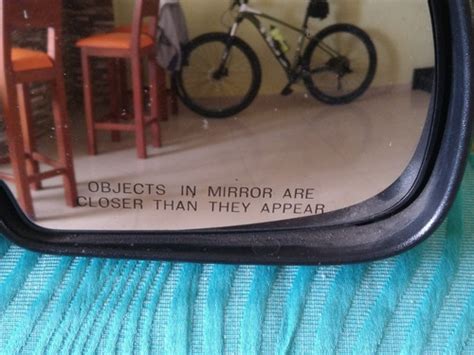 OBJECTS IN MIRROR ARE
CLOSER THAN THEY APPEAR